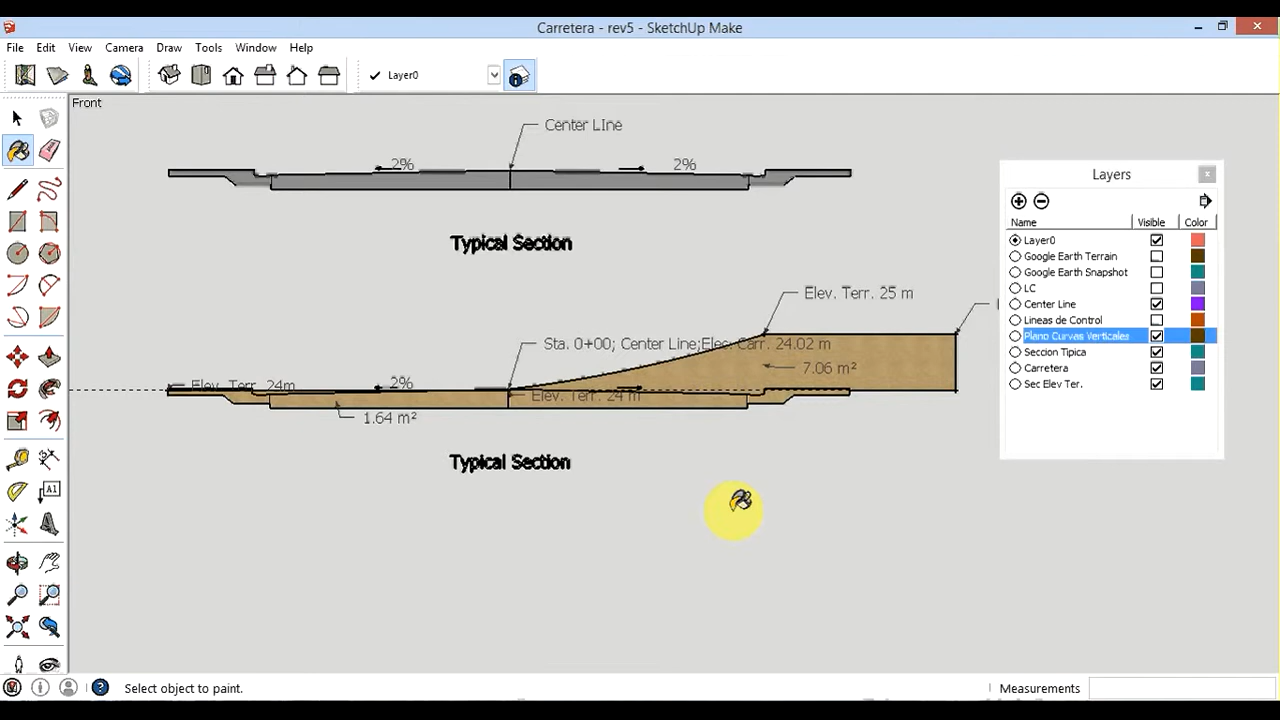 Carretera - rev5 - SketchUp Make
File Edit View Camera Draw Tools Window Help
Layer0
Front
Center LIne
2% 2%
Typical Section
Elev. Terr. 25 m
Sta. 0+00; Center Line;Elec. Carr. 24.02 m
7.06 m²
Elev. Terr. 24m 2%
Elev. Terr. 24 m
1.64 m²
Typical Section
Layers
Name Visible Color
Layer0
Google Earth Terrain
Google Earth Snapshot
LC
Center Line
Lineas de Control
Plano Curvas Verticales
Seccion Tipica
Carretera
Sec Elev Ter.
A1
Select object to paint.
Measurements